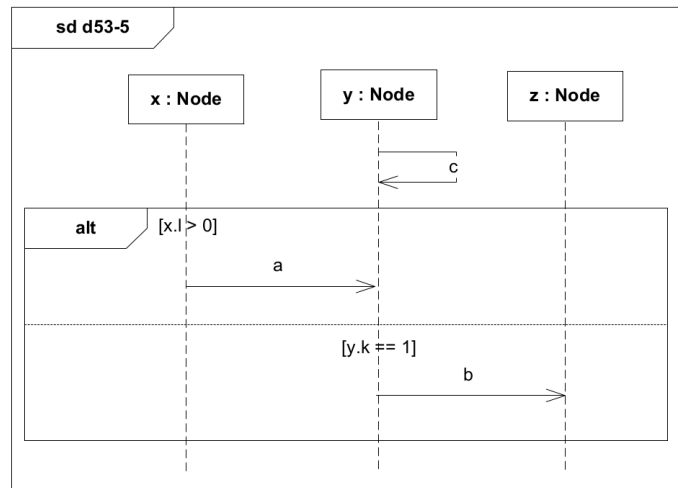 sd d53-5
x : Node
y : Node
z : Node
c
alt
[x.l > 0]
a
[y.k == 1]
b